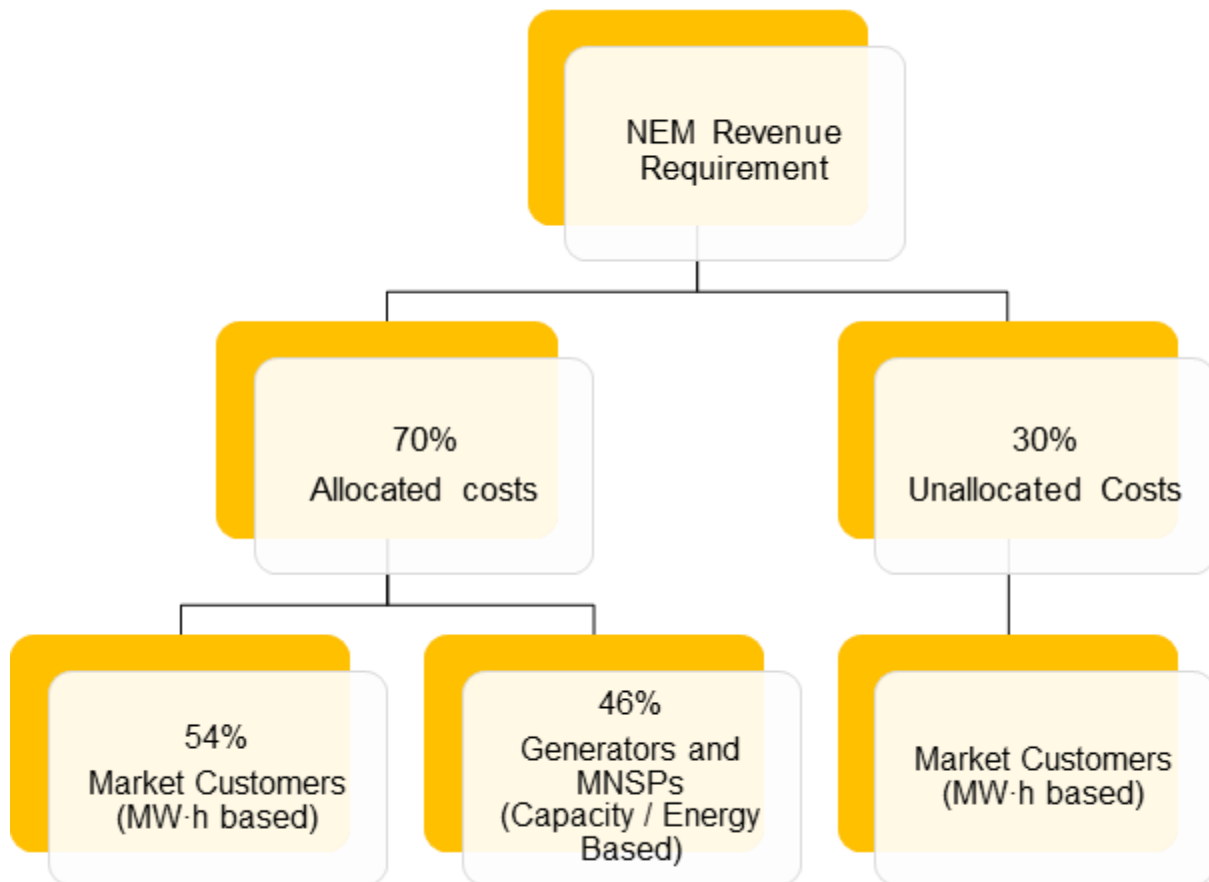 NEM Revenue
Requirement
70%
Allocated costs
30%
Unallocated Costs
54%
Market Customers
(MW·h based)
46%
Generators and
MNSPs
(Capacity / Energy
Based)
Market Customers
(MW·h based)